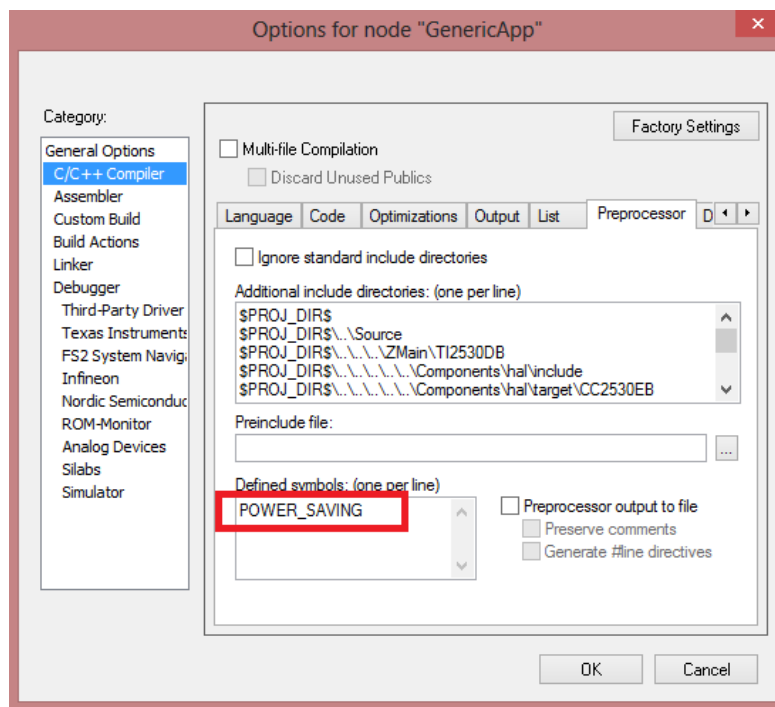 Options for node "GenericApp"
×
Category:
General Options
C/C++ Compiler
Assembler
Custom Build
Build Actions
Linker
Debugger
Third-Party Driver
Texas Instruments
FS2 System Navig
Infineon
Nordic Semiconduc
ROM-Monitor
Analog Devices
Silabs
Simulator
Factory Settings
Multi-file Compilation
Discard Unused Publics
Language Code Optimizations Output List Preprocessor D
Ignore standard include directories
Additional include directories: (one per line)
$PROJ_DIR$
$PROJ_DIR$\..\Source
$PROJ_DIR$\..\..\..\ZMain\TI2530DB
$PROJ_DIR$\..\..\..\..\..\Components\hal\include
$PROJ_DIR$\..\..\..\..\..\Components\hal\target\CC2530EB
Preinclude file:
...
Defined symbols: (one per line)
POWER_SAVING
Preprocessor output to file
Preserve comments
Generate #line directives
OK Cancel